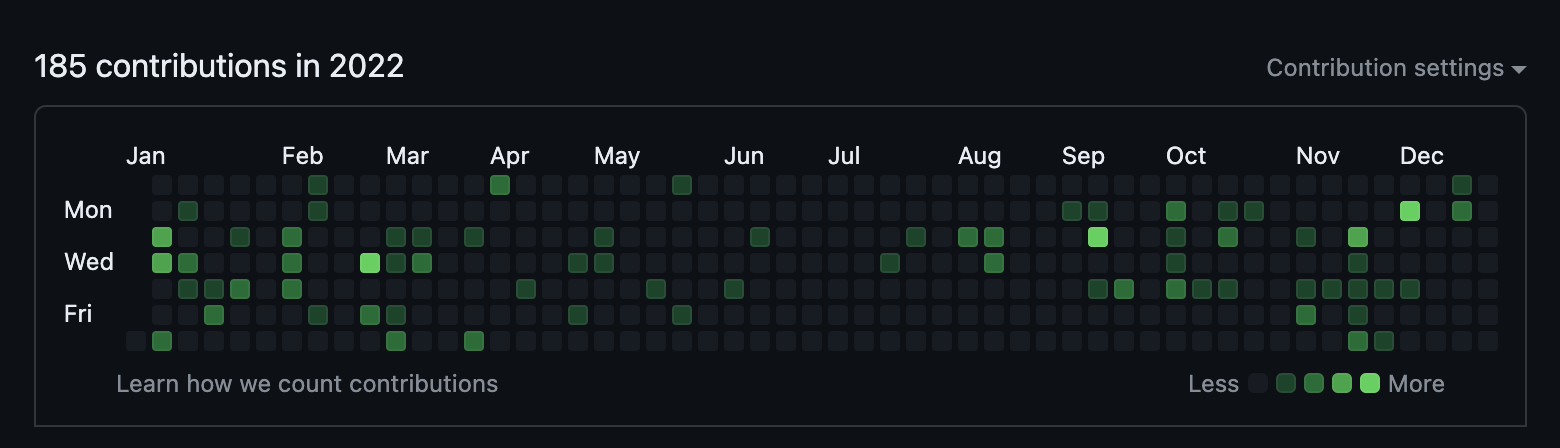 185 contributions in 2022
Contribution settings
Jan Feb Mar Apr May Jun Jul Aug Sep Oct Nov Dec
Mon
Wed
Fri
Learn how we count contributions
Less More